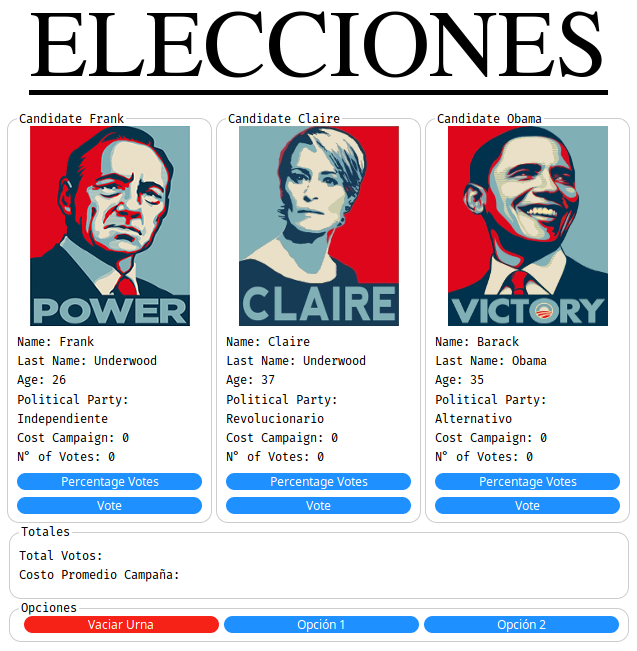 ELECCIONES
Candidate Frank
POWER
Name: Frank
Last Name: Underwood
Age: 26
Political Party:
Independiente
Cost Campaign: 0
N° of Votes: 0
Percentage Votes
Vote
Candidate Claire
CLAIRE
Name: Claire
Last Name: Underwood
Age: 37
Political Party:
Revolucionario
Cost Campaign: 0
N° of Votes: 0
Percentage Votes
Vote
Candidate Obama
VICTORY
Name: Barack
Last Name: Obama
Age: 35
Political Party:
Alternativo
Cost Campaign: 0
N° of Votes: 0
Percentage Votes
Vote
Totales
Total Votos:
Costo Promedio Campaña:
Opciones
Vaciar Urna
Opción 1
Opción 2